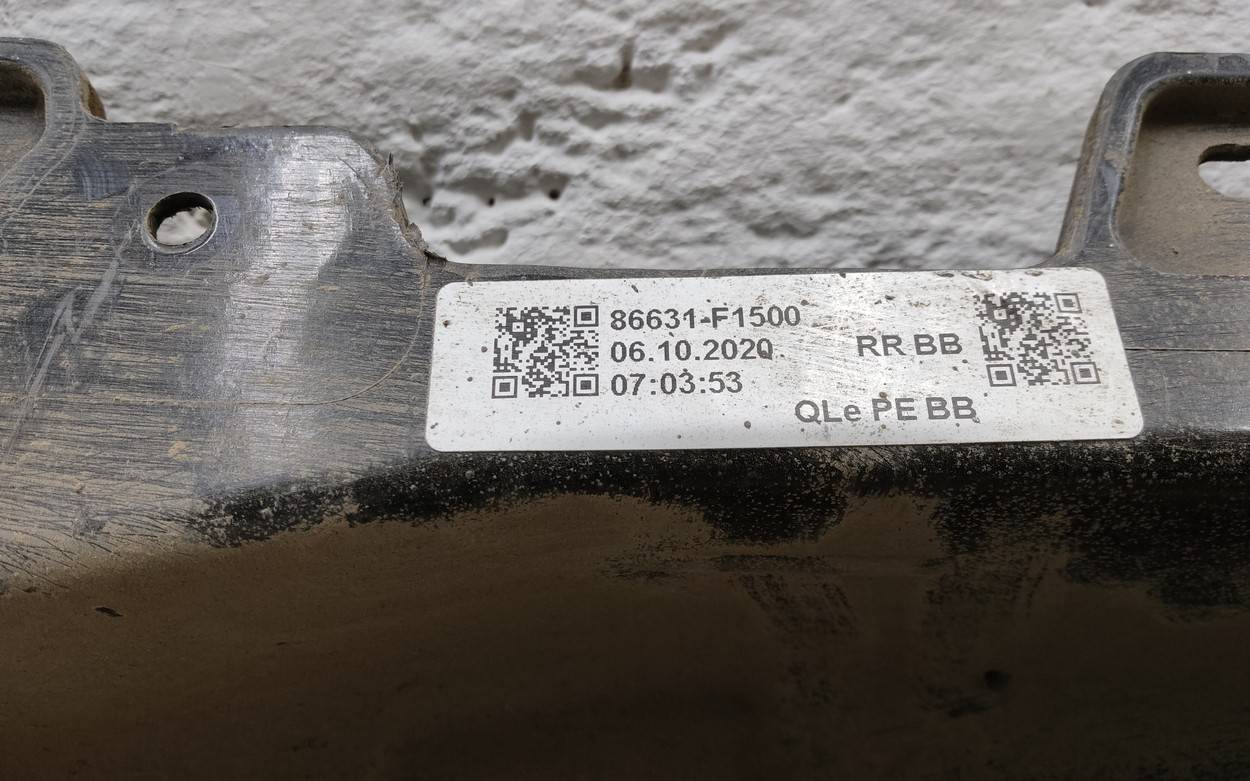 86631-F1500
06.10.2020
07:03:53
RR BB
QLe PE BB